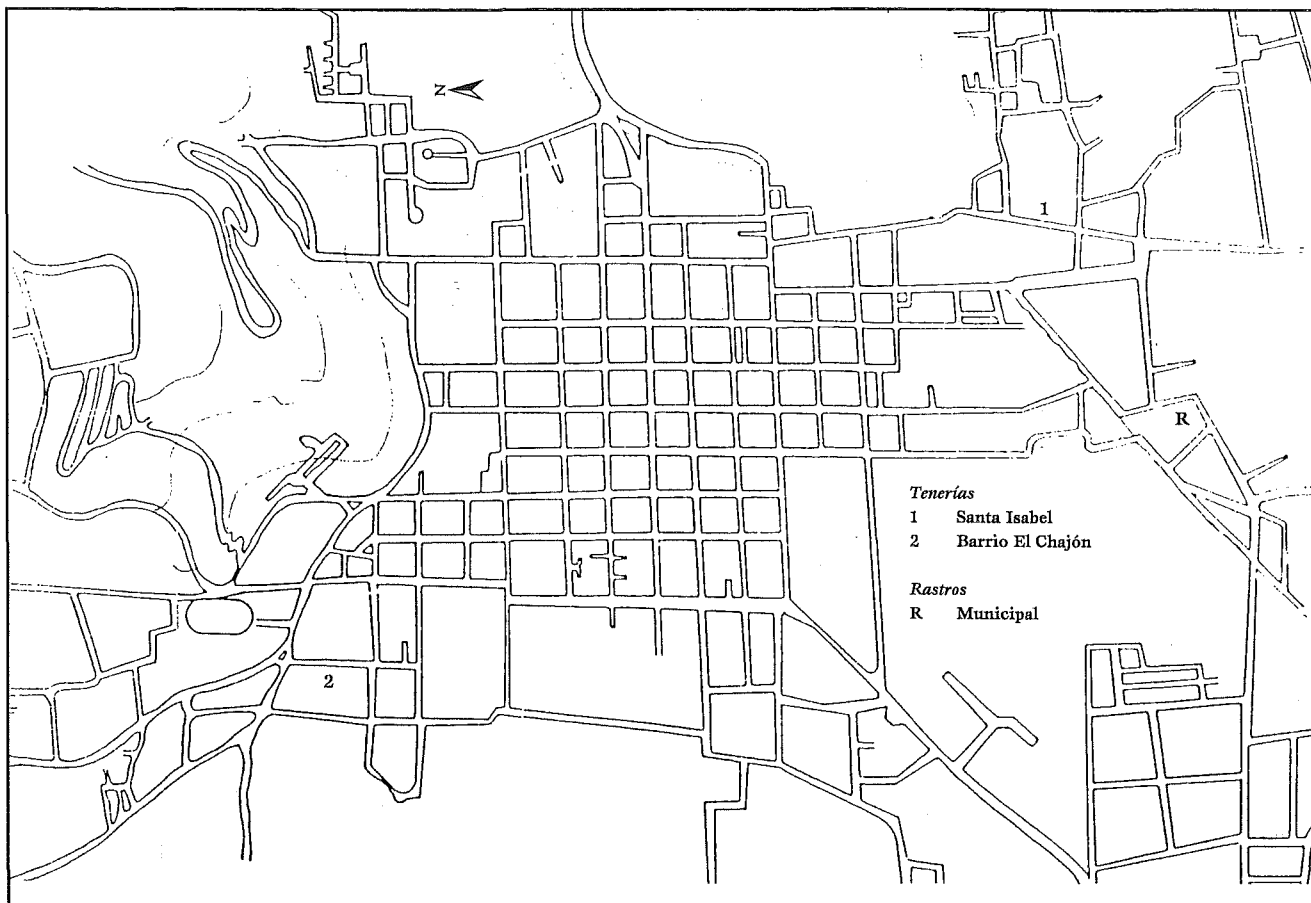 N
1
R
Tenerías
1 Santa Isabel
2 Barrio El Chajón
Rastros
R Municipal
2